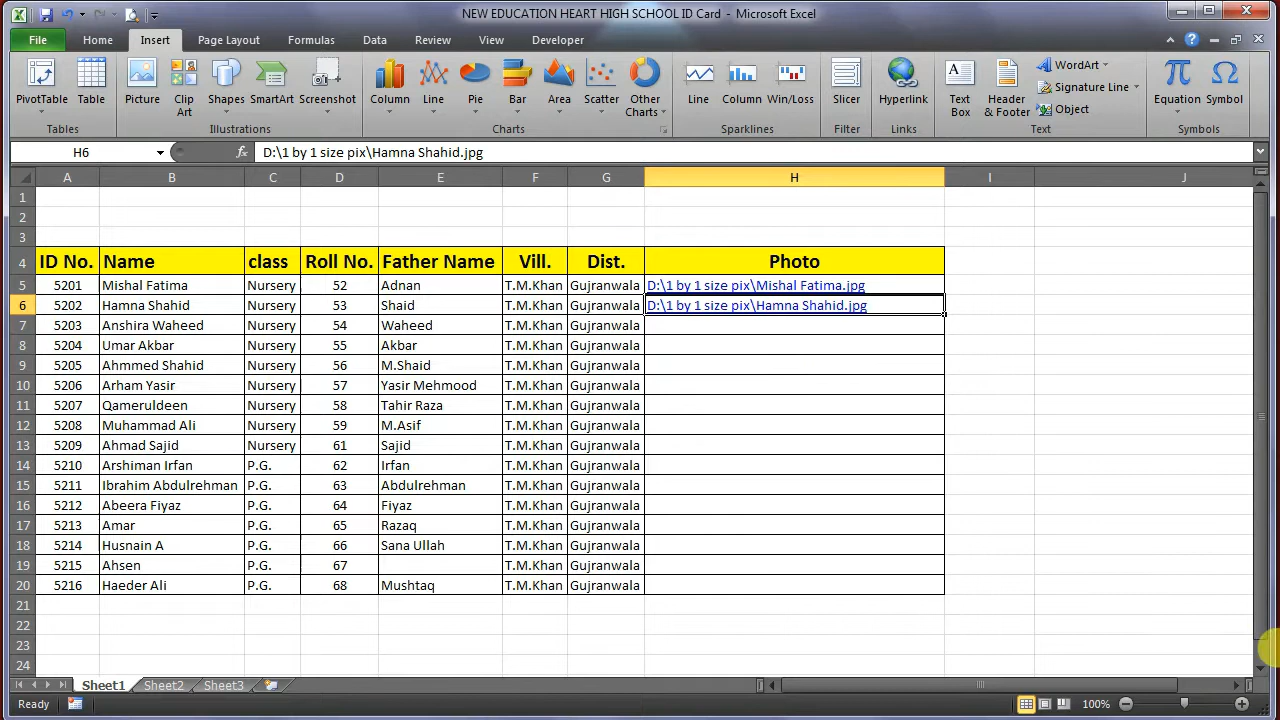 NEW EDUCATION HEART HIGH SCHOOL ID Card - Microsoft Excel
File Home Insert Page Layout Formulas Data Review View Developer
PivotTable Table Picture Clip Art Shapes SmartArt Screenshot Column Line Pie Bar Area Scatter Other Charts Line Column Win/Loss Slicer Hyperlink Text Box Header & Footer WordArt Signature Line Object Equation Symbol
Tables Illustrations Charts Sparklines Filter Links Text Symbols
H6 fx D:\1 by 1 size pix\Hamna Shahid.jpg
A B C D E F G H I J
1
2
3
4 ID No. Name class Roll No. Father Name Vill. Dist. Photo
5 5201 Mishal Fatima Nursery 52 Adnan T.M.Khan Gujranwala D:\1 by 1 size pix\Mishal Fatima.jpg
6 5202 Hamna Shahid Nursery 53 Shaid T.M.Khan Gujranwala D:\1 by 1 size pix\Hamna Shahid.jpg
7 5203 Anshira Waheed Nursery 54 Waheed T.M.Khan Gujranwala
8 5204 Umar Akbar Nursery 55 Akbar T.M.Khan Gujranwala
9 5205 Ahmmed Shahid Nursery 56 M.Shaid T.M.Khan Gujranwala
10 5206 Arham Yasir Nursery 57 Yasir Mehmood T.M.Khan Gujranwala
11 5207 Qameruldeen Nursery 58 Tahir Raza T.M.Khan Gujranwala
12 5208 Muhammad Ali Nursery 59 M.Asif T.M.Khan Gujranwala
13 5209 Ahmad Sajid Nursery 61 Sajid T.M.Khan Gujranwala
14 5210 Arshiman Irfan P.G. 62 Irfan T.M.Khan Gujranwala
15 5211 Ibrahim Abdulrehman P.G. 63 Abdulrehman T.M.Khan Gujranwala
16 5212 Abeera Fiyaz P.G. 64 Fiyaz T.M.Khan Gujranwala
17 5213 Amar P.G. 65 Razaq T.M.Khan Gujranwala
18 5214 Husnain A P.G. 66 Sana Ullah T.M.Khan Gujranwala
19 5215 Ahsen P.G. 67 T.M.Khan Gujranwala
20 5216 Haeder Ali P.G. 68 Mushtaq T.M.Khan Gujranwala
21
22
23
24
Sheet1 Sheet2 Sheet3
Ready 100%